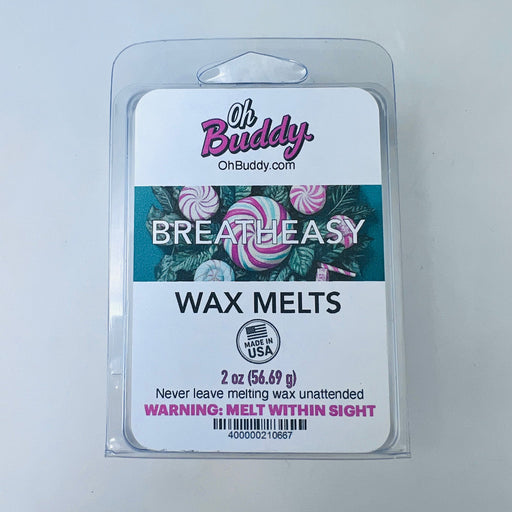 Oh
Buddy.
OhBuddy.com
BREATHEASY
WAX MELTS
MADE IN
USA
2 oz (56.69 g)
Never leave melting wax unattended
WARNING: MELT WITHIN SIGHT
400000210667